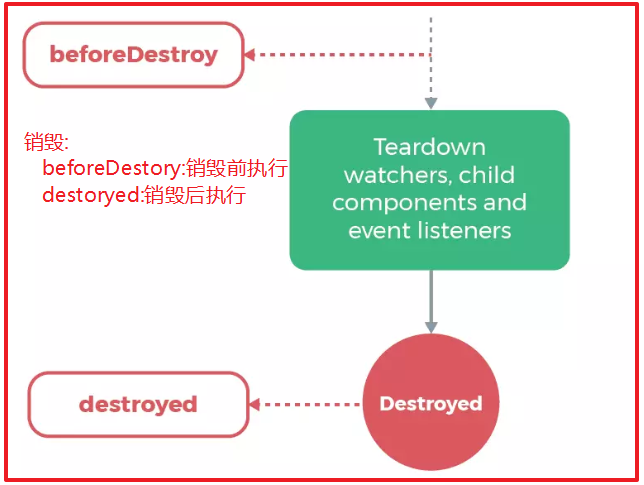 beforeDestroy
销毁:
beforeDestory:销毁前执行
destoryed:销毁后执行
Teardown
watchers, child
components and
event listeners
destroyed
Destroyed